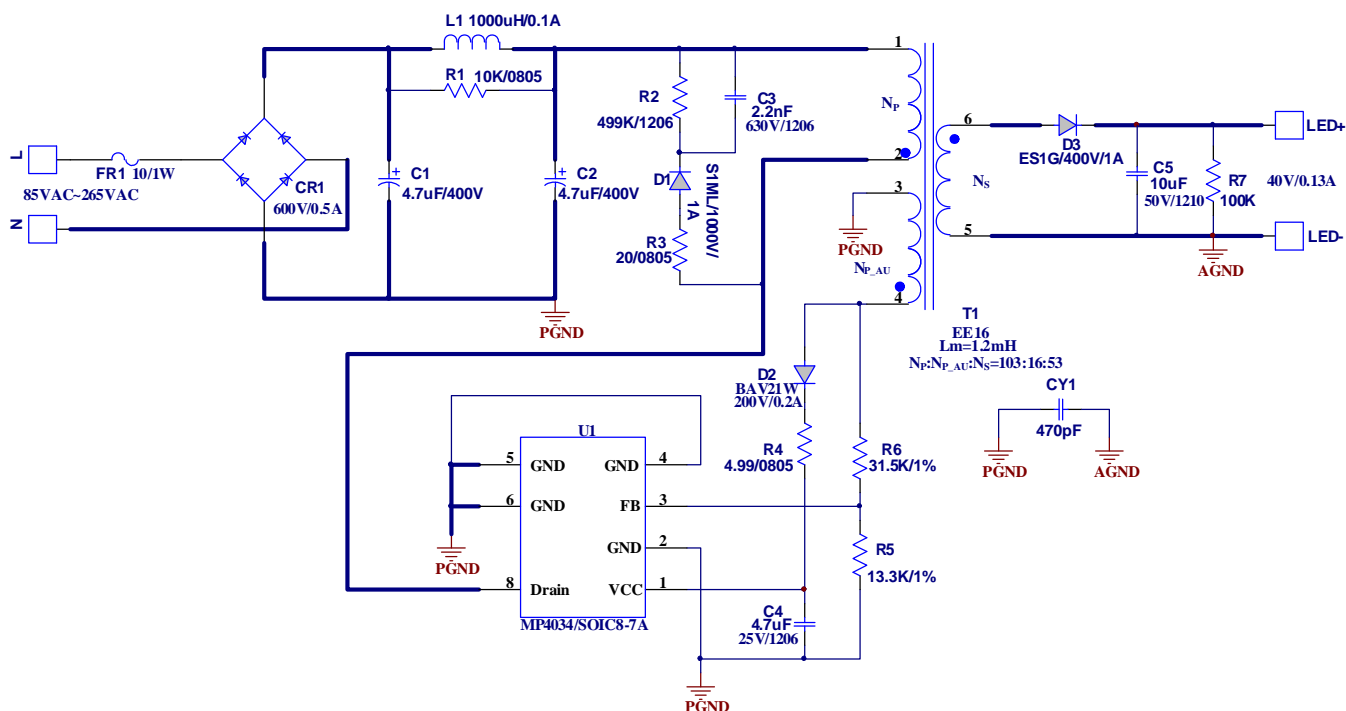 L1 1000uH/0.1A
R1 10K/0805
R2
499K/1206
C3
2.2nF
630V/1206
1
N_P
2
3
N_P_AU
4
6
N_S
5
D3
ES1G/400V/1A
LED+
C5
10uF
50V/1210
R7
100K
40V/0.13A
LED-
AGND
L
FR1 10/1W
85VAC~265VAC
N
CR1
600V/0.5A
C1
4.7uF/400V
C2
4.7uF/400V
D1
S1ML/1000V/
1A
R3
20/0805
PGND
PGND
T1
EE16
Lm=1.2mH
N_P:N_P_AU:N_S=103:16:53
CY1
470pF
PGND
AGND
D2
BAV21W
200V/0.2A
R4
4.99/0805
R6
31.5K/1%
R5
13.3K/1%
U1
5 GND
GND 4
6 GND
FB 3
GND 2
8 Drain
VCC 1
MP4034/SOIC8-7A
PGND
C4
4.7uF
25V/1206
PGND